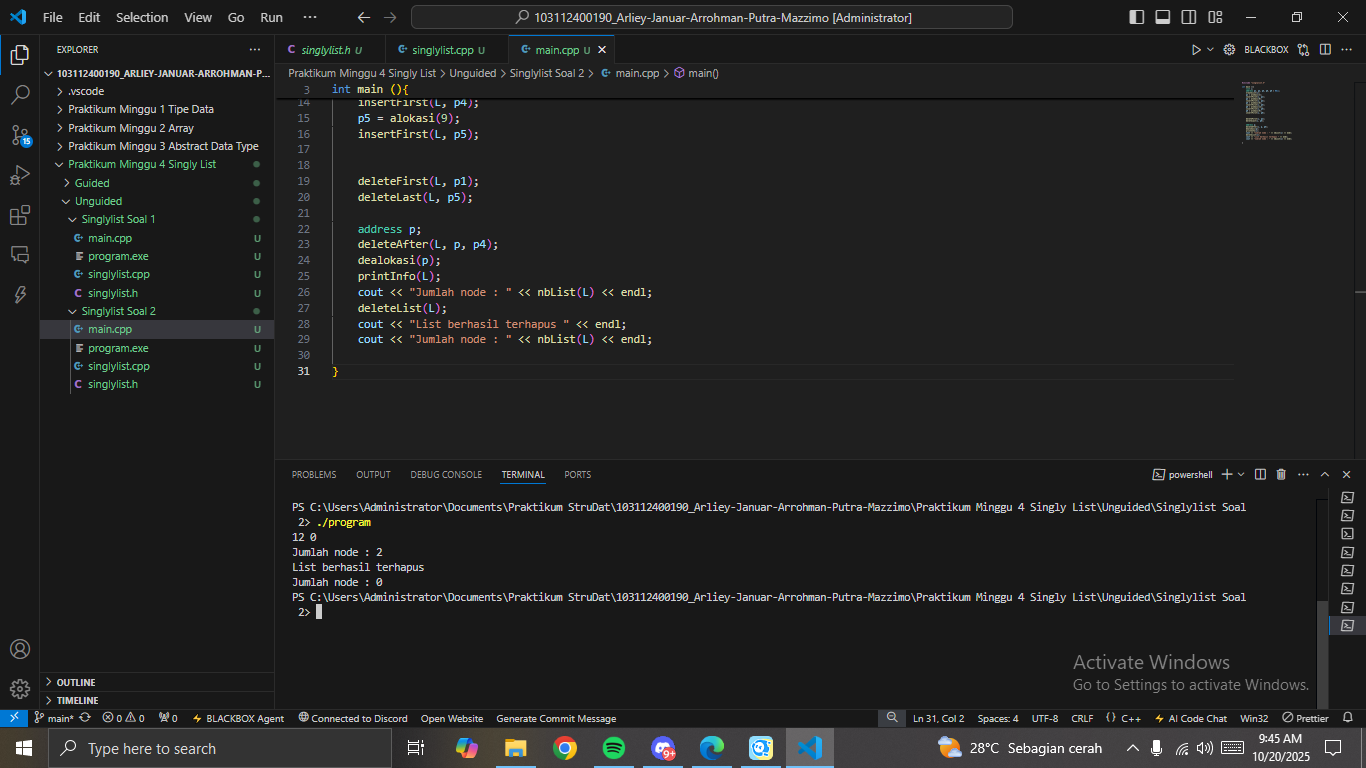 File Edit Selection View Go Run ···
103112400190_Arliey-Januar-Arrohman-Putra-Mazzimo [Administrator]
EXPLORER
103112400190_ARLIEY-JANUAR-ARROHMAN-P...
.vscode
Praktikum Minggu 1 Tipe Data
Praktikum Minggu 2 Array
Praktikum Minggu 3 Abstract Data Type
Praktikum Minggu 4 Singly List
Guided
Unguided
Singlylist Soal 1
main.cpp U
program.exe U
singlylist.cpp U
C singlylist.h U
Singlylist Soal 2
main.cpp U
program.exe U
singlylist.cpp U
C singlylist.h U
OUTLINE
TIMELINE
15
C singlylist.h U
singlylist.cpp U
main.cpp U
BLACKBOX
Praktikum Minggu 4 Singly List > Unguided > Singlylist Soal 2 > main.cpp > main()
3 int main (){
14 insertFirst(L, p4);
15 p5 = alokasi(9);
16 insertFirst(L, p5);
17
18
19 deleteFirst(L, p1);
20 deleteLast(L, p5);
21
22 address p;
23 deleteAfter(L, p, p4);
24 dealokasi(p);
25 printInfo(L);
26 cout << "Jumlah node : " << nbList(L) << endl;
27 deleteList(L);
28 cout << "List berhasil terhapus " << endl;
29 cout << "Jumlah node : " << nbList(L) << endl;
30
31 }
PROBLEMS OUTPUT DEBUG CONSOLE TERMINAL PORTS
powershell
PS C:\Users\Administrator\Documents\Praktikum StruDat\103112400190_Arliey-Januar-Arrohman-Putra-Mazzimo\Praktikum Minggu 4 Singly List\Unguided\Singlylist Soal
2> ./program
12 0
Jumlah node : 2
List berhasil terhapus
Jumlah node : 0
PS C:\Users\Administrator\Documents\Praktikum StruDat\103112400190_Arliey-Januar-Arrohman-Putra-Mazzimo\Praktikum Minggu 4 Singly List\Unguided\Singlylist Soal
2>
Activate Windows
Go to Settings to activate Windows.
main* 0 0 0 BLACKBOX Agent Connected to Discord Open Website Generate Commit Message
Ln 31, Col 2 Spaces: 4 UTF-8 CRLF {} C++ AI Code Chat Win32 Prettier
Type here to search
9+
28°C Sebagian cerah
9:45 AM
10/20/2025